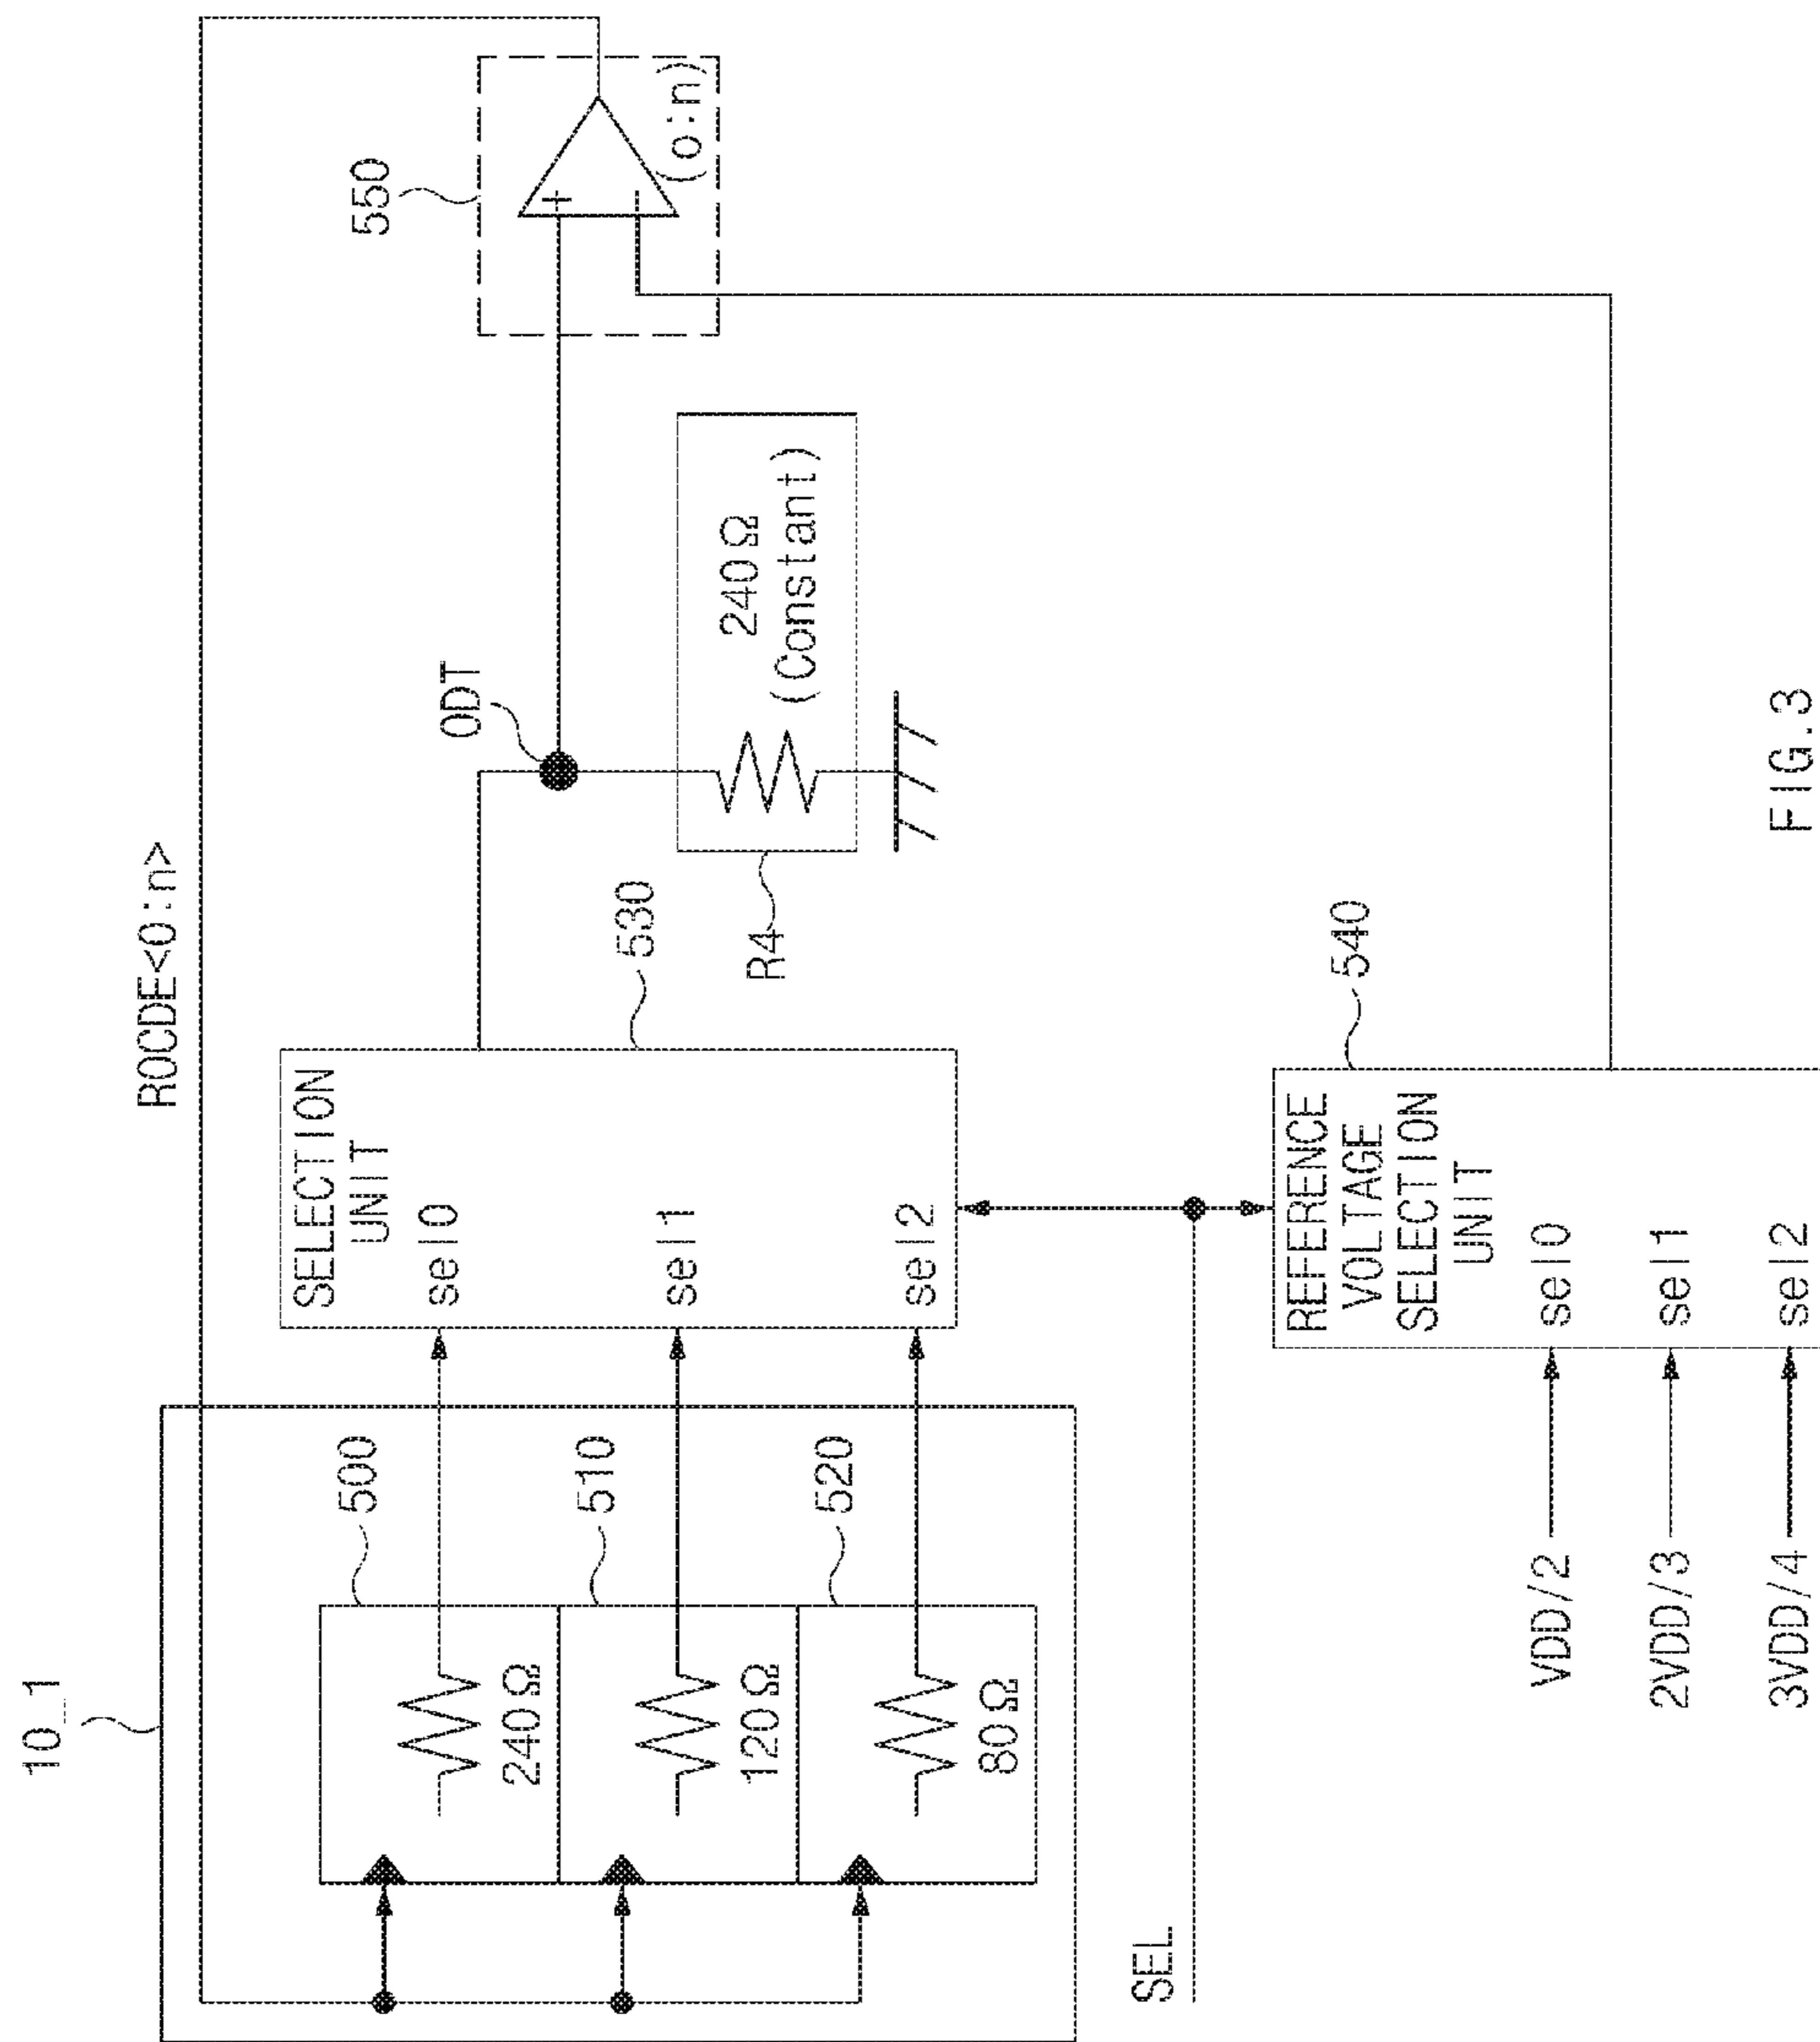 10_1
R0CDE<0:n>
500
240Ω
510
120Ω
520
80Ω
SELECTION
UNIT
sel0
sel1
sel2
530
ODT
R4
240Ω
(Constant)
550
+
-
(o:n)
SEL
REFERENCE
VOLTAGE
SELECTION
UNIT
sel0
sel1
sel2
540
VDD/2
2VDD/3
3VDD/4
FIG.3